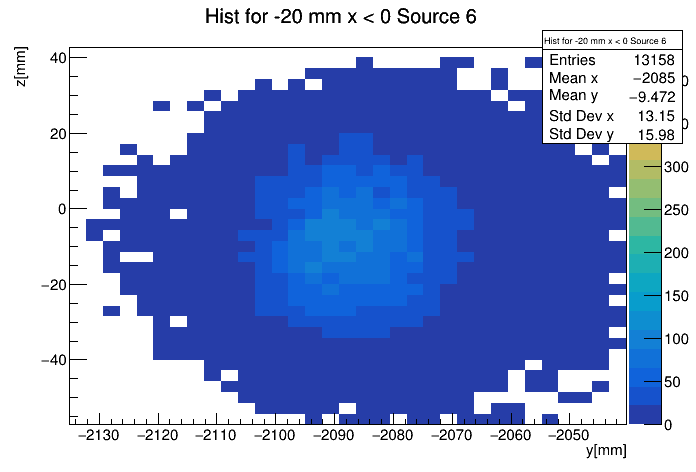 Hist for -20 mm x < 0 Source 6
z[mm]
40
20
0
−20
−40
−2130 −2120 −2110 −2100 −2090 −2080 −2070 −2060 −2050
y[mm]
Hist for -20 mm x < 0 Source 6
Entries 13158
Mean x −2085
Mean y −9.472
Std Dev x 13.15
Std Dev y 15.98
300
250
200
150
100
50
0